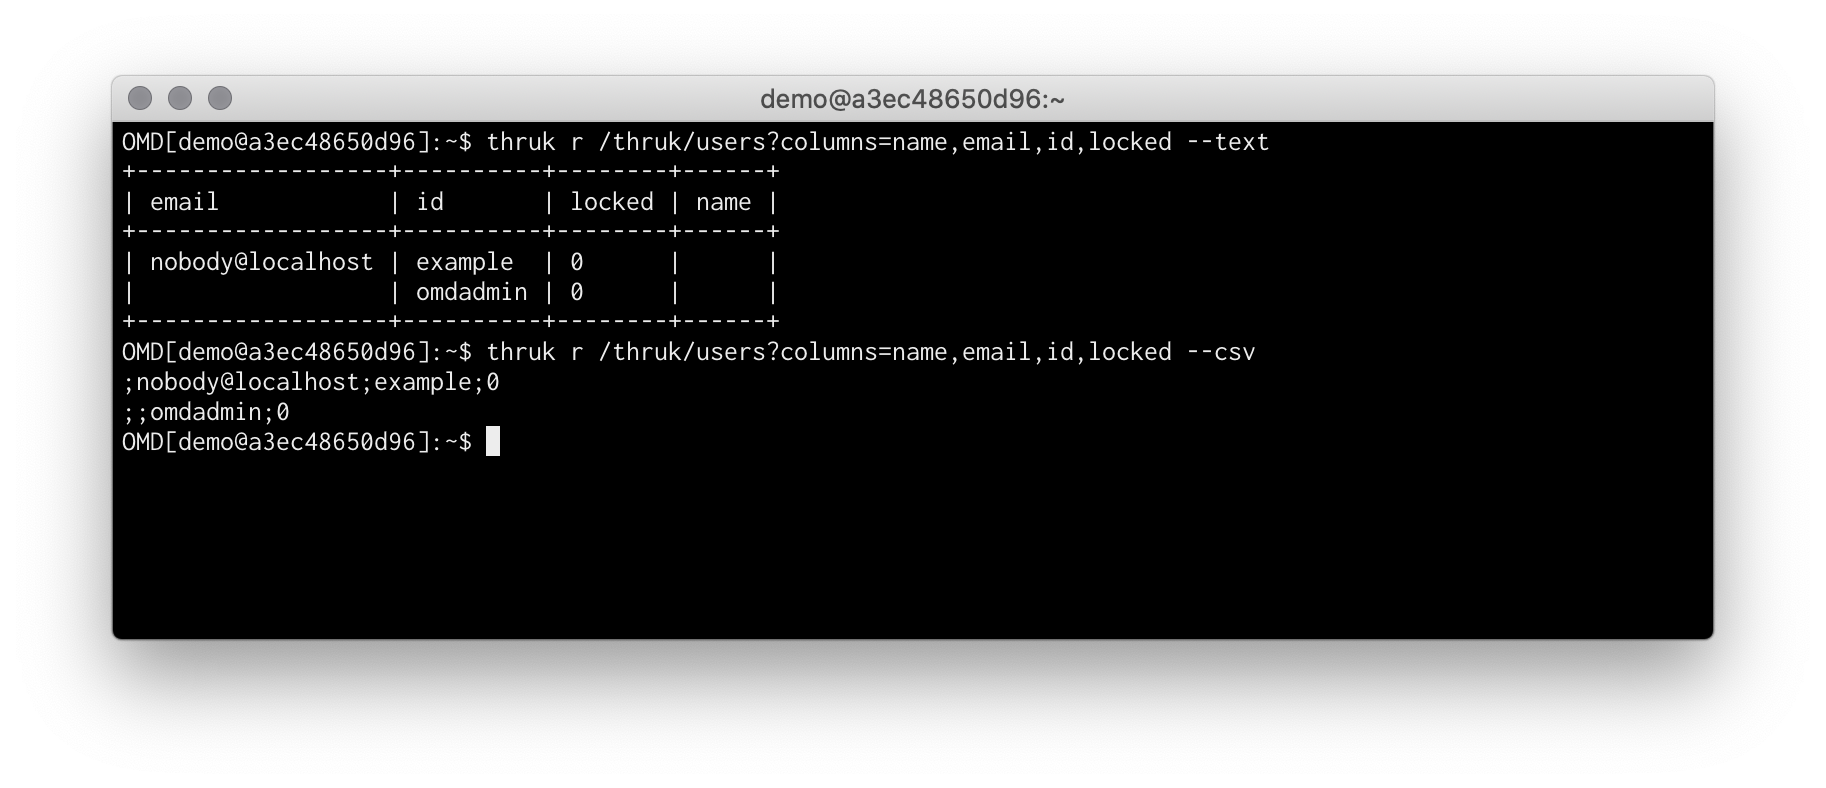 demo@a3ec48650d96:~
OMD[demo@a3ec48650d96]:~$ thruk r /thruk/users?columns=name,email,id,locked --text
+------------------+----------+--------+------+
| email            | id       | locked | name |
+------------------+----------+--------+------+
| nobody@localhost | example  | 0      |      |
|                  | omdadmin | 0      |      |
+------------------+----------+--------+------+
OMD[demo@a3ec48650d96]:~$ thruk r /thruk/users?columns=name,email,id,locked --csv
;nobody@localhost;example;0
;;omdadmin;0
OMD[demo@a3ec48650d96]:~$